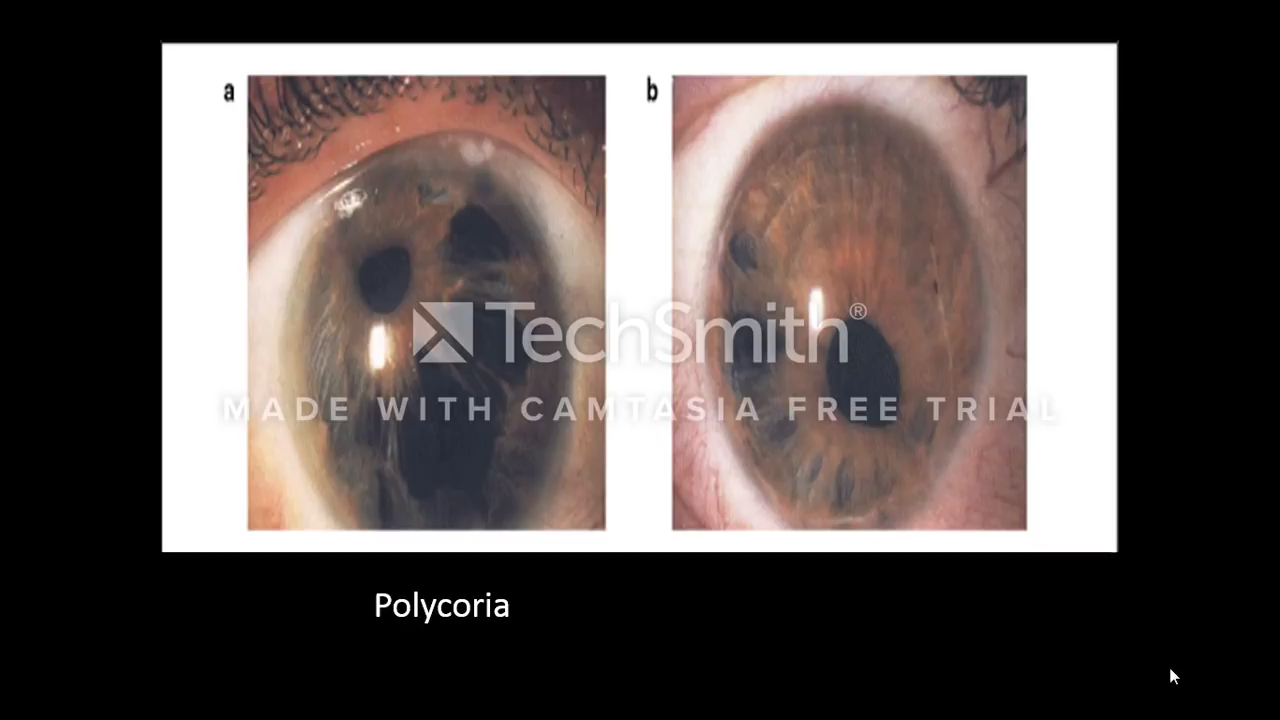 a
b
TechSmith®
MADE WITH CAMTASIA FREE TRIAL
Polycoria